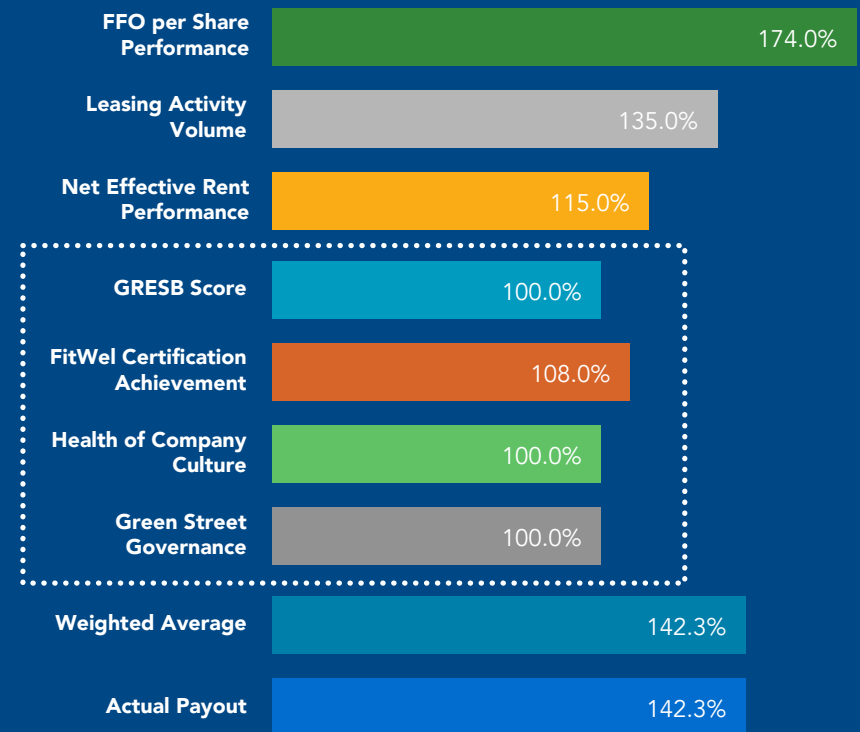 FFO per Share
Performance
174.0%
Leasing Activity
Volume
135.0%
Net Effective Rent
Performance
115.0%
GRESB Score
100.0%
FitWel Certification
Achievement
108.0%
Health of Company
Culture
100.0%
Green Street
Governance
100.0%
Weighted Average
142.3%
Actual Payout
142.3%